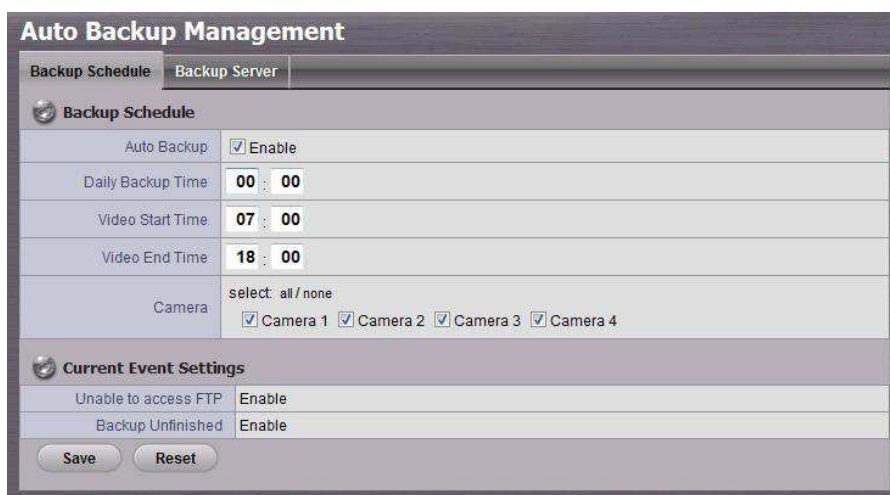 Auto Backup Management
Backup Schedule Backup Server
Backup Schedule
Auto Backup Enable
Daily Backup Time 00 : 00
Video Start Time 07 : 00
Video End Time 18 : 00
select: all / none
Camera
Camera 1 Camera 2 Camera 3 Camera 4
Current Event Settings
Unable to access FTP Enable
Backup Unfinished Enable
Save Reset